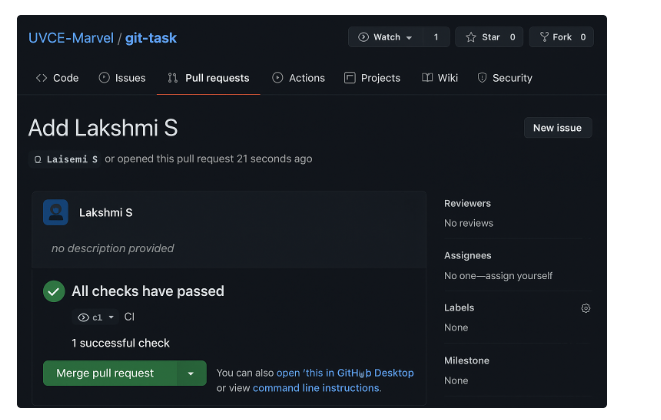 UVCE-Marvel / git-task
Watch 1 Star 0 Fork 0
Code Issues Pull requests Actions Projects Wiki Security
Add Lakshmi S
New issue
Laisemi S or opened this pull request 21 seconds ago
Lakshmi S
no description provided
All checks have passed
c1 CI
1 successful check
Merge pull request
You can also open 'this in GitHub Desktop
or view command line instructions.
Reviewers
No reviews
Assignees
No one—assign yourself
Labels
None
Milestone
None